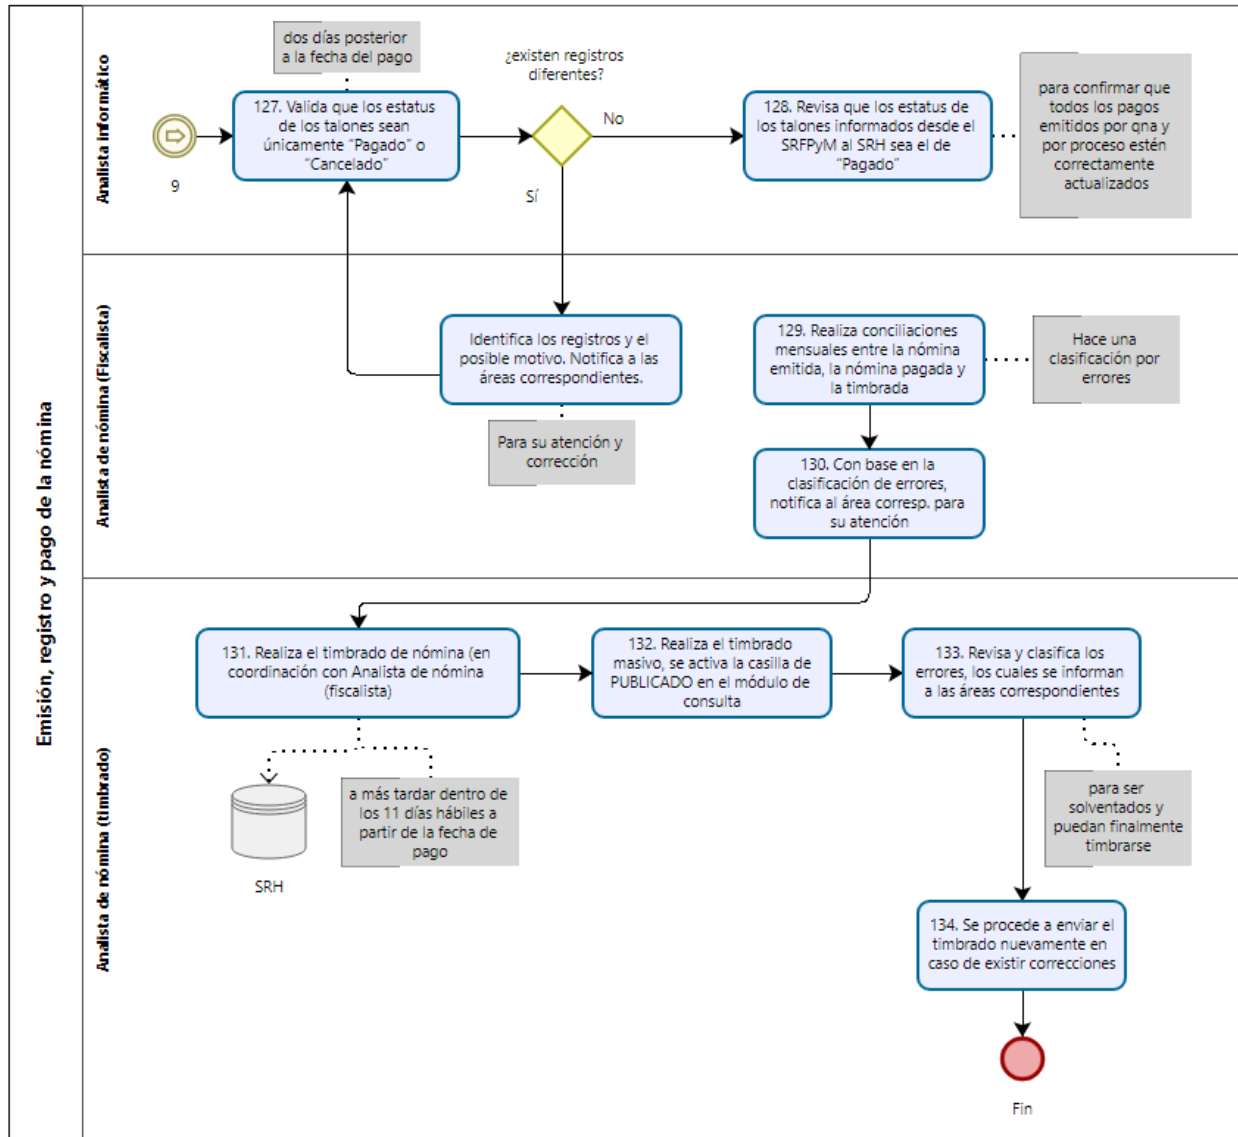 Emisión, registro y pago de la nómina
Analista informático
dos días posterior
a la fecha del pago
¿existen registros
diferentes?
9
127. Valida que los estatus
de los talones sean
únicamente “Pagado” o
“Cancelado”
No
Sí
128. Revisa que los estatus de
los talones informados desde el
SRFPyM al SRH sea el de
“Pagado”
para confirmar que
todos los pagos
emitidos por qna y
por proceso estén
correctamente
actualizados
Analista de nómina (Fiscalista)
Identifica los registros y el
posible motivo. Notifica a las
áreas correspondientes.
Para su atención y
corrección
129. Realiza conciliaciones
mensuales entre la nómina
emitida, la nómina pagada y
la timbrada
Hace una
clasificación por
errores
130. Con base en la
clasificación de errores,
notifica al área corresp. para
su atención
Analista de nómina (timbrado)
131. Realiza el timbrado de nómina (en
coordinación con Analista de nómina
(fiscalista)
132. Realiza el timbrado
masivo, se activa la casilla de
PUBLICADO en el módulo de
consulta
133. Revisa y clasifica los
errores, los cuales se informan
a las áreas correspondientes
SRH
a más tardar dentro de
los 11 días hábiles a
partir de la fecha de
pago
para ser
solventados y
puedan finalmente
timbrarse
134. Se procede a enviar el
timbrado nuevamente en
caso de existir correcciones
Fin